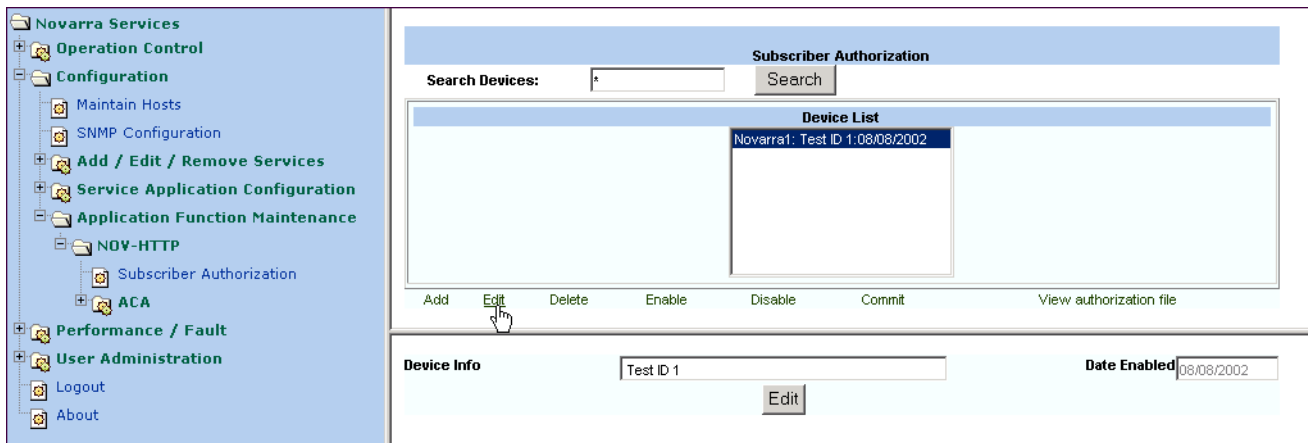 Novarra Services
Operation Control
Configuration
Maintain Hosts
SNMP Configuration
Add / Edit / Remove Services
Service Application Configuration
Application Function Maintenance
NOV-HTTP
Subscriber Authorization
ACA
Performance / Fault
User Administration
Logout
About
Subscriber Authorization
Search Devices: * Search
Device List
Novarra1: Test ID 1:08/08/2002
Add Edit Delete Enable Disable Commit View authorization file
Device Info Test ID 1 Date Enabled 08/08/2002
Edit